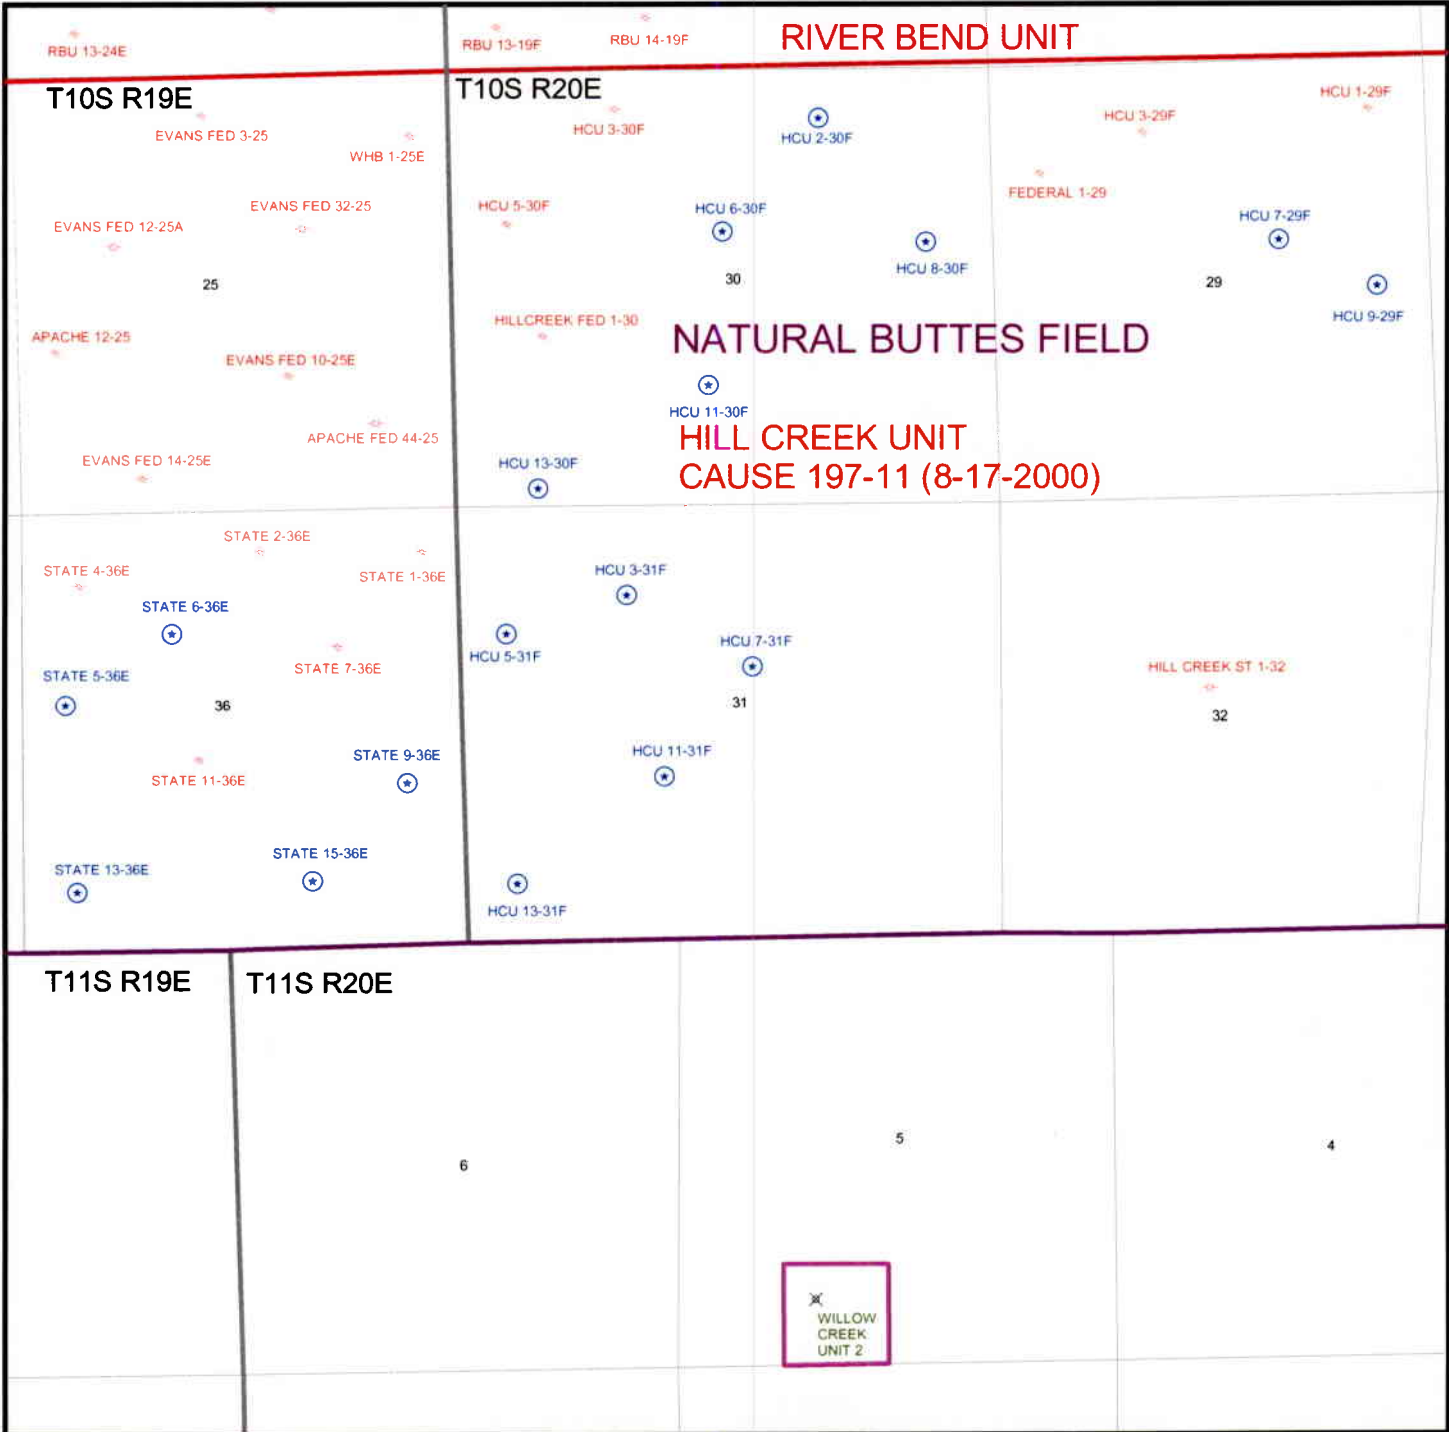 RBU 13-24E
RBU 13-19F
RBU 14-19F
RIVER BEND UNIT
T10S R19E
T10S R20E
EVANS FED 3-25
WHB 1-25E
HCU 3-30F
HCU 2-30F
HCU 3-29F
HCU 1-29F
EVANS FED 12-25A
EVANS FED 32-25
HCU 5-30F
HCU 6-30F
HCU 8-30F
FEDERAL 1-29
HCU 7-29F
25
30
29
HCU 9-29F
APACHE 12-25
EVANS FED 10-25E
HILLCREEK FED 1-30
NATURAL BUTTES FIELD
HCU 11-30F
APACHE FED 44-25
EVANS FED 14-25E
HCU 13-30F
HILL CREEK UNIT
CAUSE 197-11 (8-17-2000)
STATE 2-36E
STATE 4-36E
STATE 1-36E
STATE 6-36E
HCU 3-31F
STATE 7-36E
STATE 5-36E
HCU 5-31F
HCU 7-31F
HILL CREEK ST 1-32
36
31
32
STATE 9-36E
STATE 11-36E
HCU 11-31F
STATE 13-36E
STATE 15-36E
HCU 13-31F
T11S R19E
T11S R20E
6
5
4
WILLOW
CREEK
UNIT 2